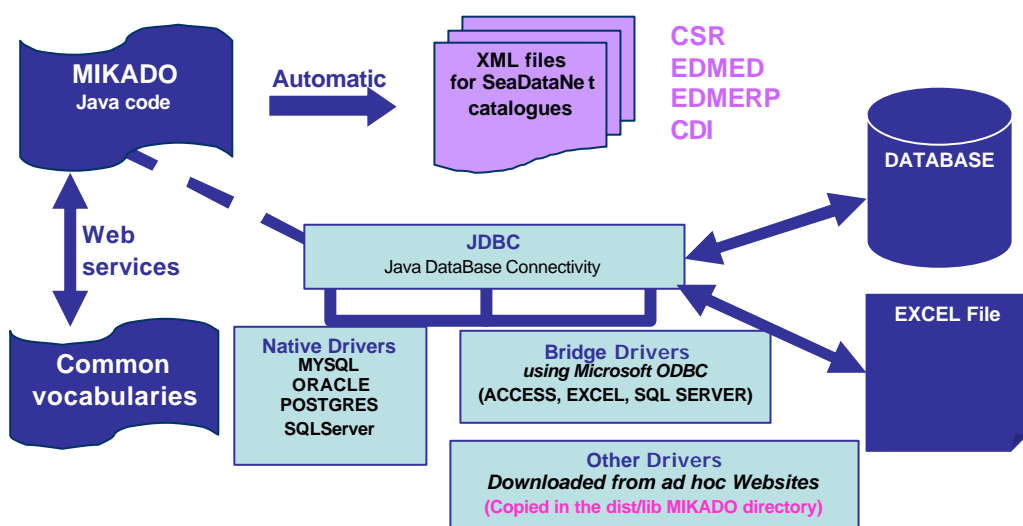 MIKADO
Java code
Automatic
XML files
for SeaDataNet
catalogues
CSR
EDMED
EDMERP
CDI
DATABASE
Web
services
JDBC
Java DataBase Connectivity
EXCEL File
Common
vocabularies
Native Drivers
MYSQL
ORACLE
POSTGRES
SQLServer
Bridge Drivers
using Microsoft ODBC
(ACCESS, EXCEL, SQL SERVER)
Other Drivers
Downloaded from ad hoc Websites
(Copied in the dist/lib MIKADO directory)